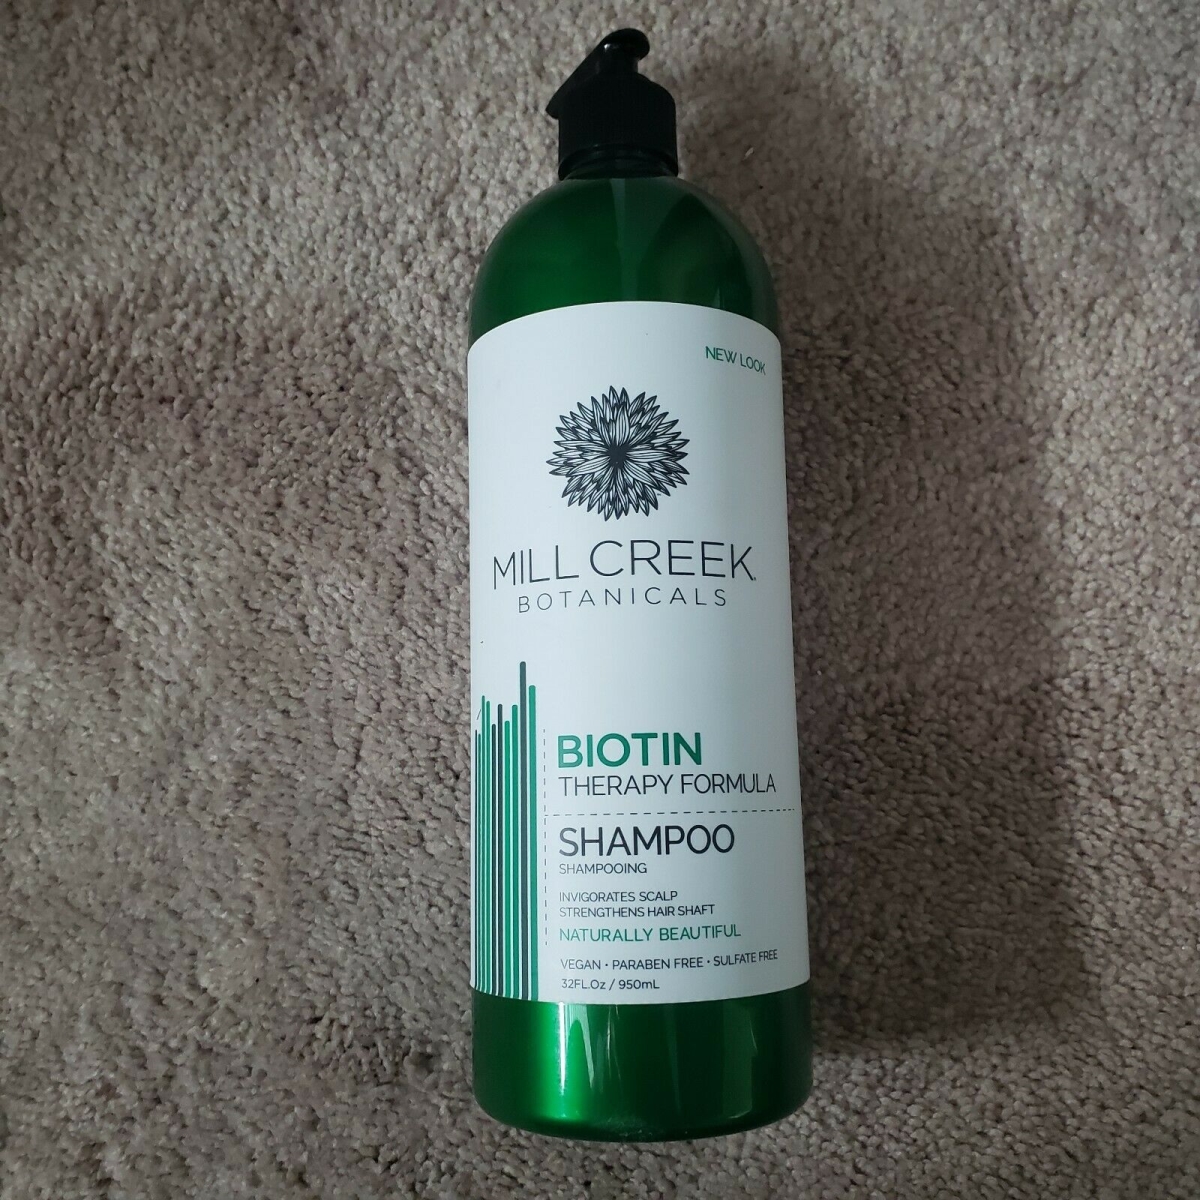 NEW LOOK
MILL CREEK
BOTANICALS
BIOTIN
THERAPY FORMULA
SHAMPOO
SHAMPOOING
INVIGORATES SCALP
STRENGTHENS HAIR SHAFT
NATURALLY BEAUTIFUL
VEGAN • PARABEN FREE • SULFATE FREE
32FL.Oz / 950mL